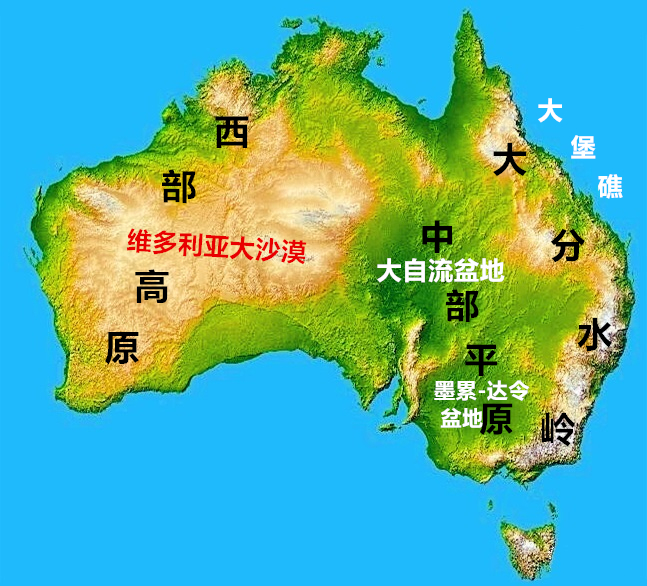 西部高原
维多利亚大沙漠
中部平原
大自流盆地
墨累-达令
盆地
大分水岭
大堡礁